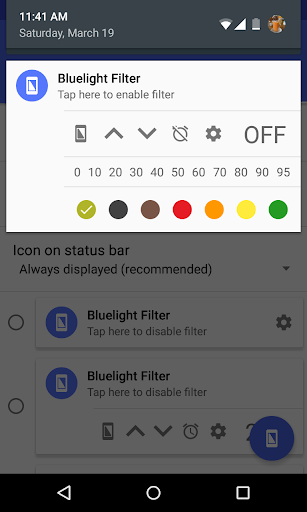 11:41 AM
Saturday, March 19
Bluelight Filter
Tap here to enable filter
OFF
0 10 20 30 40 50 60 70 80 90 95
Icon on status bar
Always displayed (recommended)
Bluelight Filter
Tap here to disable filter
Bluelight Filter
Tap here to disable filter